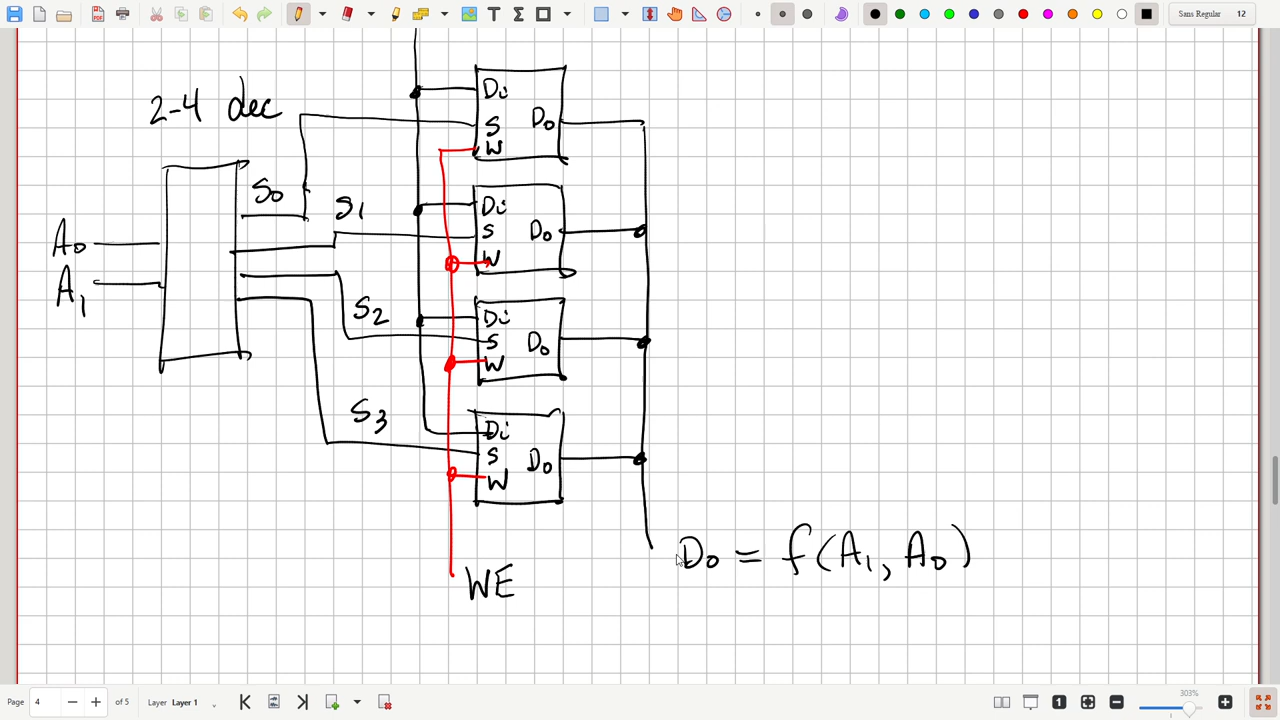 Sans Regular 12
2-4 dec
Di
S
W
Do
S0
S1
Di
S
W
Do
A0
A1
S2
Di
S
W
Do
S3
Di
S
W
Do
Do = f(A1, A0)
WE
Page 4 of 5 Layer Layer 1 303%